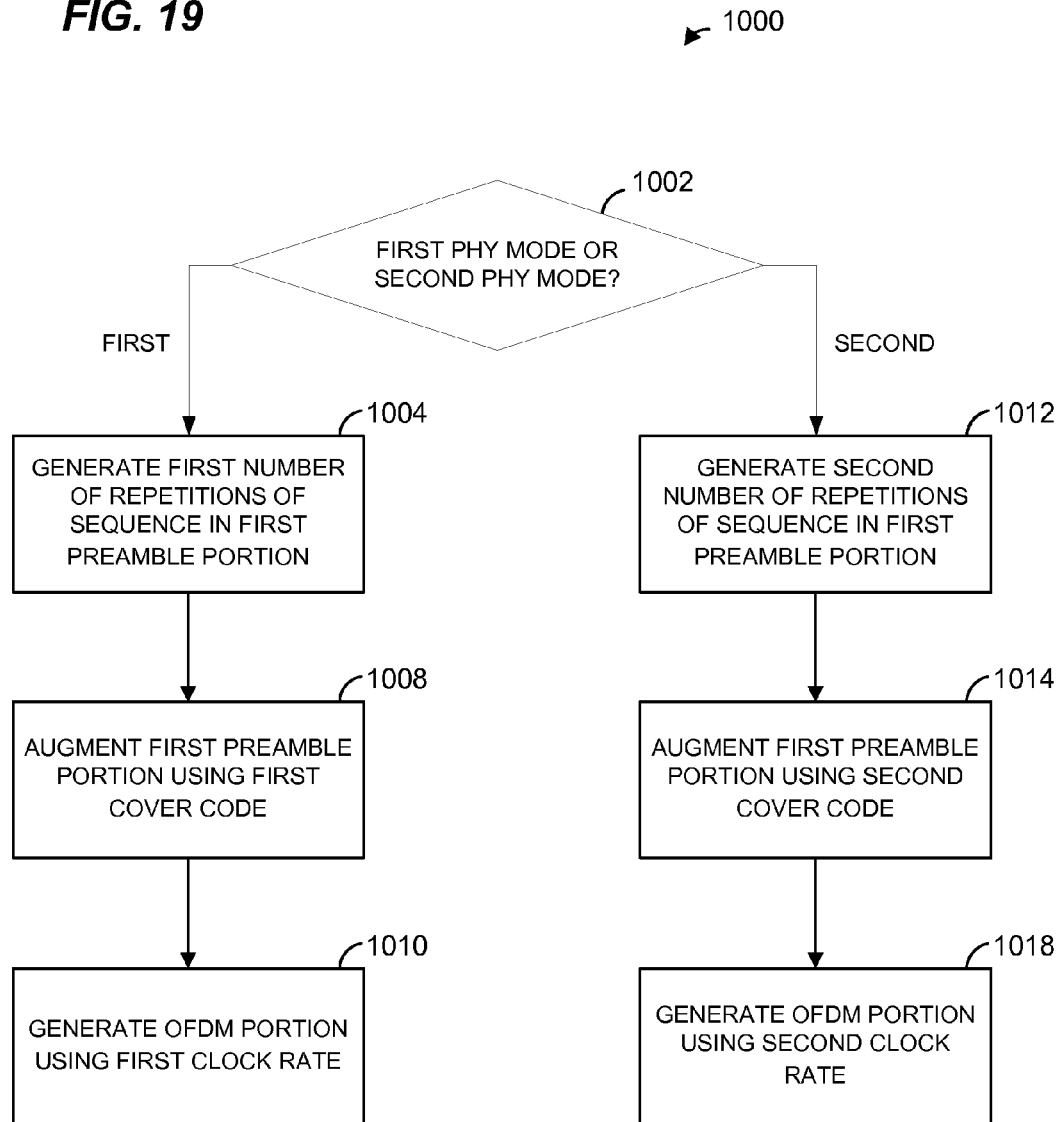 FIG. 19
1000
1002
FIRST PHY MODE OR
SECOND PHY MODE?
FIRST
SECOND
1004
GENERATE FIRST NUMBER
OF REPETITIONS OF
SEQUENCE IN FIRST
PREAMBLE PORTION
1012
GENERATE SECOND
NUMBER OF REPETITIONS
OF SEQUENCE IN FIRST
PREAMBLE PORTION
1008
AUGMENT FIRST PREAMBLE
PORTION USING FIRST
COVER CODE
1014
AUGMENT FIRST PREAMBLE
PORTION USING SECOND
COVER CODE
1010
GENERATE OFDM PORTION
USING FIRST CLOCK RATE
1018
GENERATE OFDM PORTION
USING SECOND CLOCK
RATE